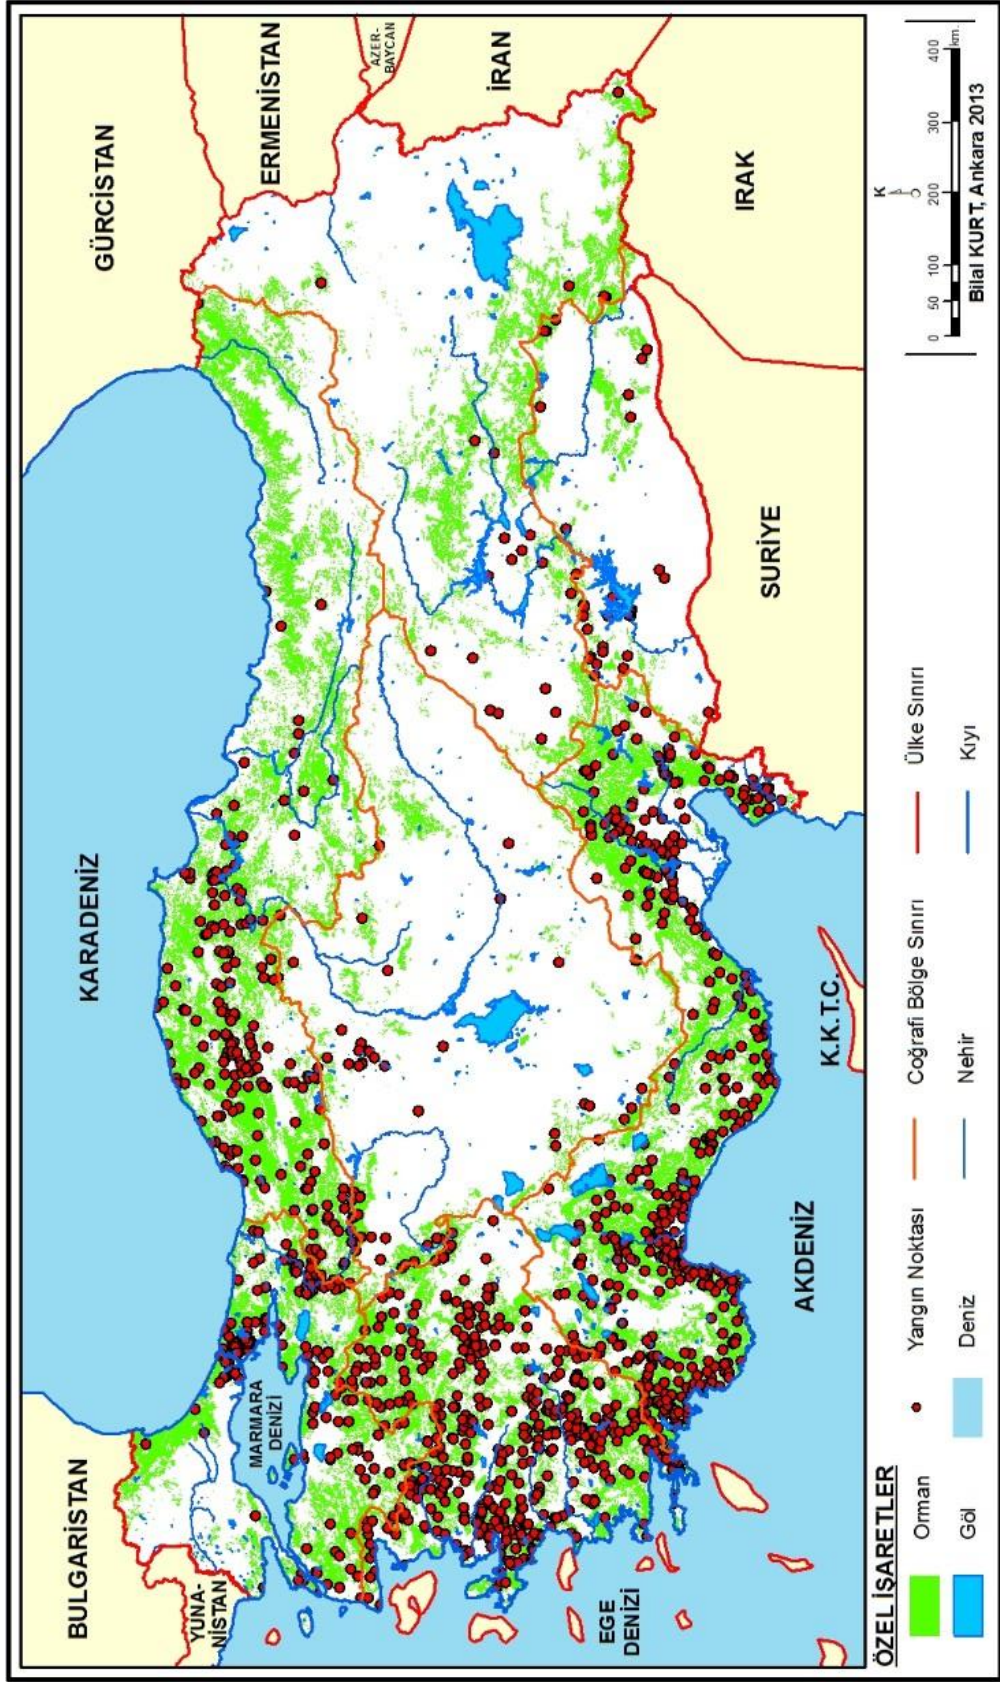 BULGARİSTAN
KARADENİZ
GÜRCİSTAN
YUNA-
NİSTAN
MARMARA
DENİZİ
ERMENİSTAN
AZER-
BAYCAN
İRAN
EGE
DENİZİ
AKDENİZ
K.K.T.C.
SURİYE
IRAK
ÖZEL İŞARETLER
Orman
Yangın Noktası
Coğrafi Bölge Sınırı
Ülke Sınırı
Göl
Deniz
Nehir
Kıyı
K
0 50 100 200 300 400
km.
Bilal KURT, Ankara 2013